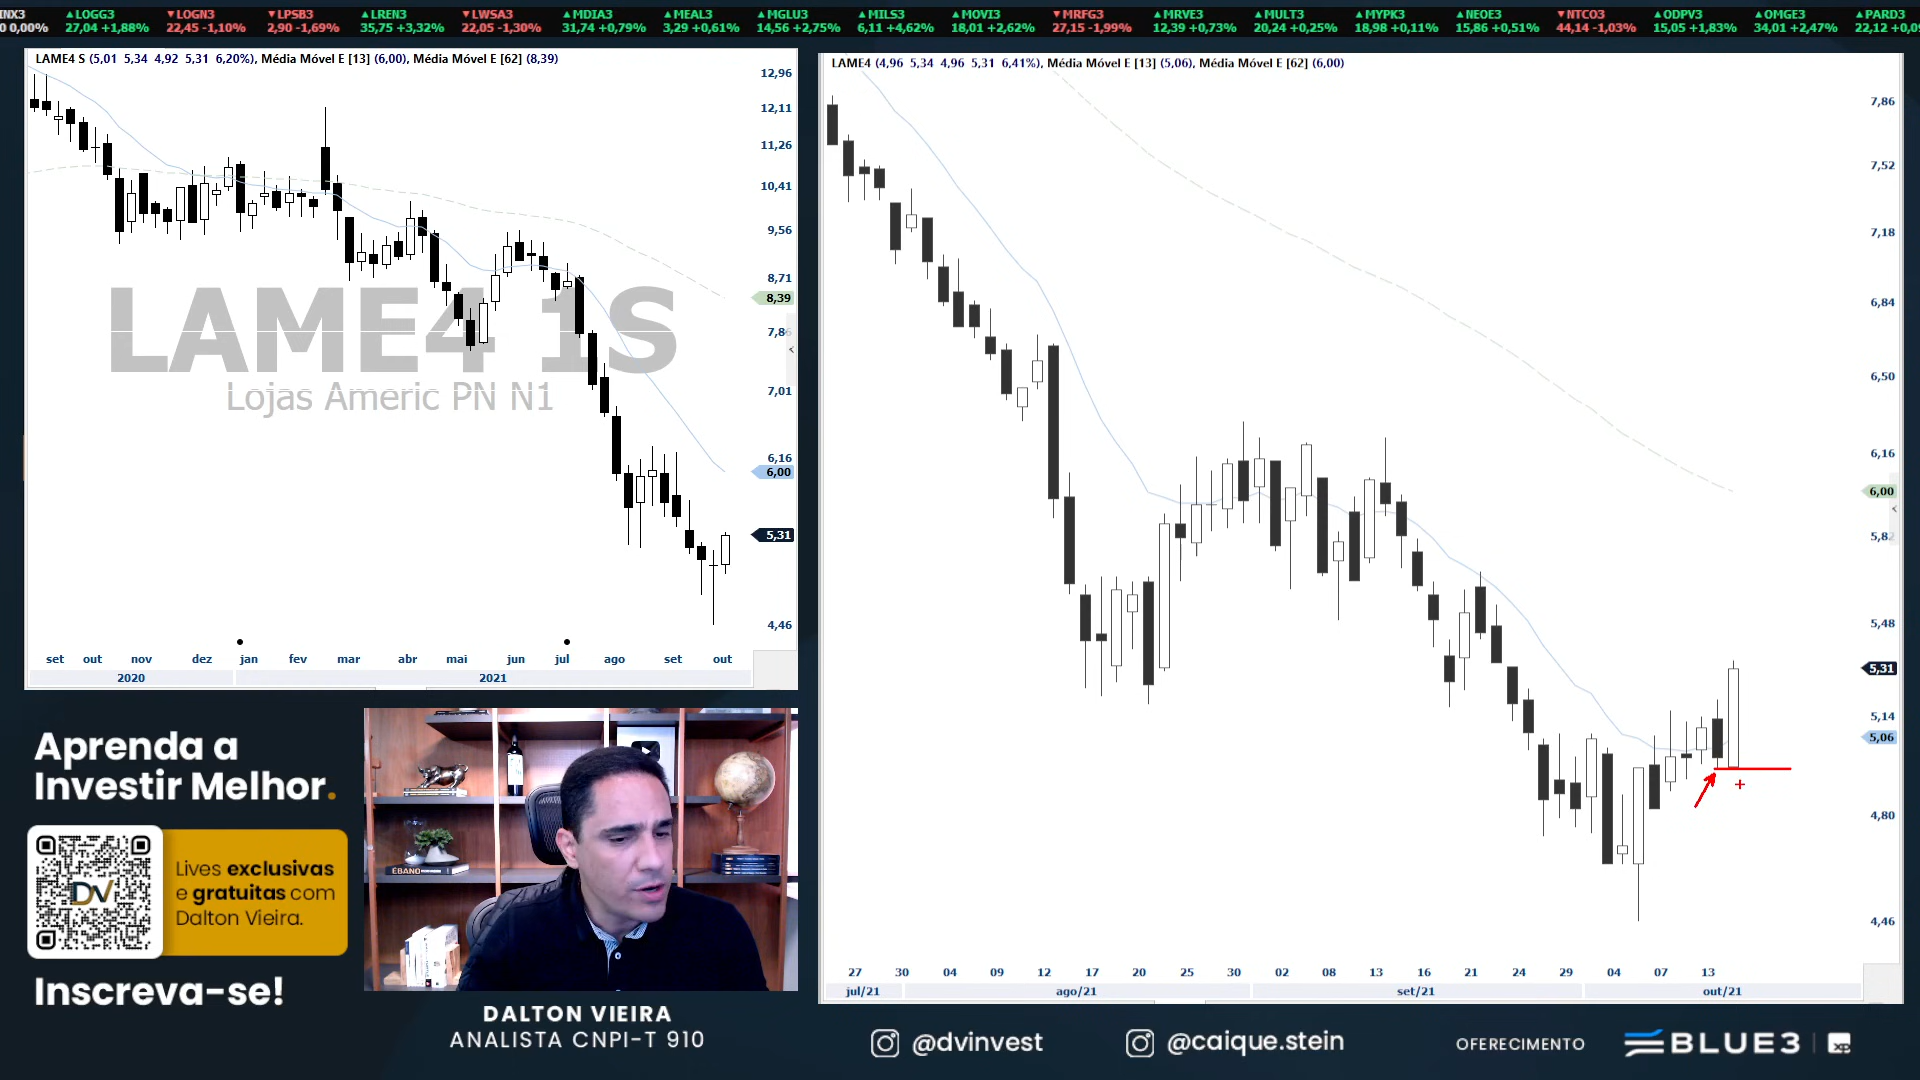 INX3 ▲LOGG3 ▼LOGN3 ▼LPSB3 ▲LREN3 ▼LWSA3 ▲MDIA3 ▲MEAL3 ▲MGLU3 ▲MILS3 ▲MOVI3 ▼MRFG3 ▲MRVE3 ▲MULT3 ▲MYPK3 ▲NEOE3 ▼NTCO3 ▲ODPV3 ▲OMGE3 ▲PARD3
0 0,00% 27,04 +1,88% 22,45 -1,10% 2,90 -1,69% 35,75 +3,32% 22,05 -1,30% 31,74 +0,79% 3,29 +0,61% 14,56 +2,75% 6,11 +4,62% 18,01 +2,62% 27,15 -1,99% 12,39 +0,73% 20,24 +0,25% 18,98 +0,11% 15,86 +0,51% 44,14 -1,03% 15,05 +1,83% 34,01 +2,47% 22,12 +0,0
LAME4 S (5,01 5,34 4,92 5,31 6,20%), Média Móvel E [13] (6,00), Média Móvel E [62] (8,39)
12,96
12,11
11,26
10,41
9,56
8,71
8,39
7,86
7,01
6,16
6,00
5,31
4,46
LAME4 1S
Lojas Americ PN N1
set out nov dez jan fev mar abr mai jun jul ago set out
2020 2021
LAME4 (4,96 5,34 4,96 5,31 6,41%), Média Móvel E [13] (5,06), Média Móvel E [62] (6,00)
7,86
7,52
7,18
6,84
6,50
6,16
6,00
5,82
5,48
5,31
5,14
5,06
4,80
4,46
27 30 04 09 12 17 20 25 30 02 08 13 16 21 24 29 04 07 13
jul/21 ago/21 set/21 out/21
Aprenda a
Investir Melhor.
DV
Lives exclusivas
e gratuitas com
Dalton Vieira.
Inscreva-se!
ÉBANO
DALTON VIEIRA
ANALISTA CNPI-T 910
@dvinvest
@caique.stein
OFERECIMENTO
BLUE3
xp